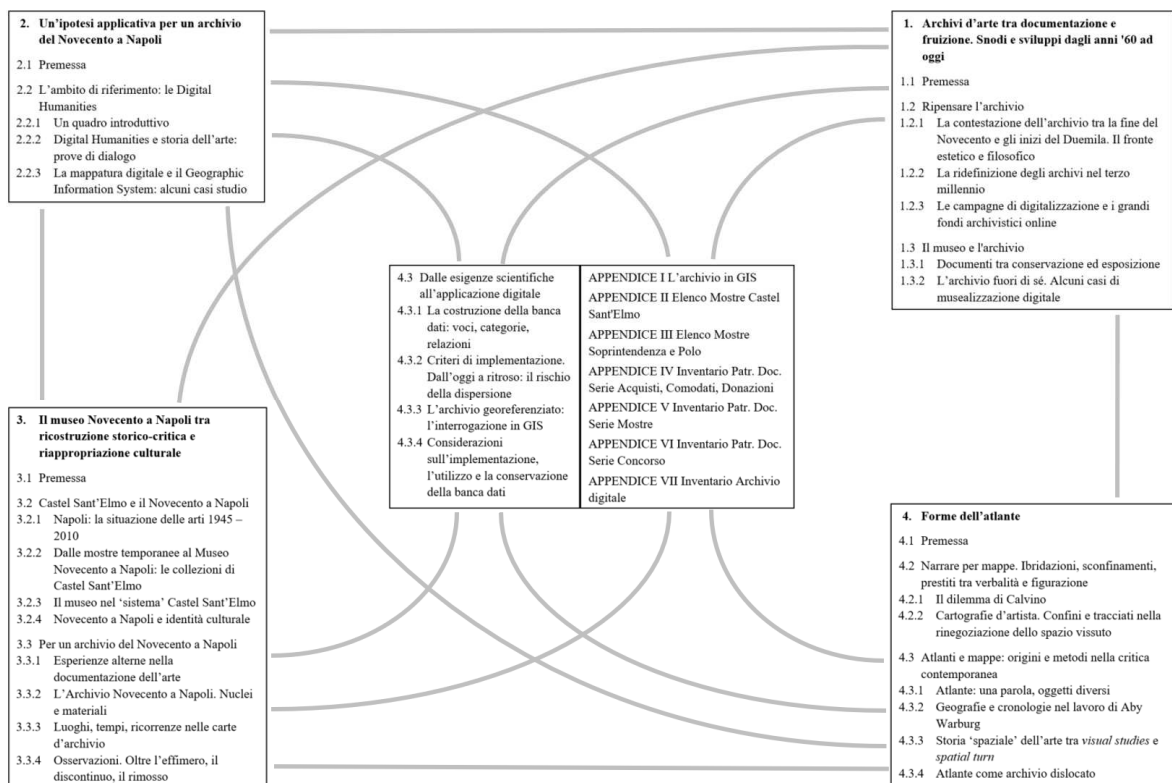 2. Un'ipotesi applicativa per un archivio
del Novecento a Napoli
2.1 Premessa
2.2 L'ambito di riferimento: le Digital
Humanities
2.2.1 Un quadro introduttivo
2.2.2 Digital Humanities e storia dell'arte:
prove di dialogo
2.2.3 La mappatura digitale e il Geographic
Information System: alcuni casi studio
1. Archivi d'arte tra documentazione e
fruizione. Snodi e sviluppi dagli anni '60 ad
oggi
1.1 Premessa
1.2 Ripensare l'archivio
1.2.1 La contestazione dell'archivio tra la fine del
Novecento e gli inizi del Duemila. Il fronte
estetico e filosofico
1.2.2 La ridefinizione degli archivi nel terzo
millennio
1.2.3 Le campagne di digitalizzazione e i grandi
fondi archivistici online
1.3 Il museo e l'archivio
1.3.1 Documenti tra conservazione ed esposizione
1.3.2 L'archivio fuori di sé. Alcuni casi di
musealizzazione digitale
4.3 Dalle esigenze scientifiche
all'applicazione digitale
4.3.1 La costruzione della banca
dati: voci, categorie,
relazioni
4.3.2 Criteri di implementazione.
Dall'oggi a ritroso: il rischio
della dispersione
4.3.3 L'archivio georeferenziato:
l'interrogazione in GIS
4.3.4 Considerazioni
sull'implementazione,
l'utilizzo e la conservazione
della banca dati
APPENDICE I L'archivio in GIS
APPENDICE II Elenco Mostre Castel
Sant'Elmo
APPENDICE III Elenco Mostre
Soprintendenza e Polo
APPENDICE IV Inventario Patr. Doc.
Serie Acquisti, Comodati, Donazioni
APPENDICE V Inventario Patr. Doc.
Serie Mostre
APPENDICE VI Inventario Patr. Doc.
Serie Concorso
APPENDICE VII Inventario Archivio
digitale
3. Il museo Novecento a Napoli tra
ricostruzione storico-critica e
riappropriazione culturale
3.1 Premessa
3.2 Castel Sant'Elmo e il Novecento a Napoli
3.2.1 Napoli: la situazione delle arti 1945 –
2010
3.2.2 Dalle mostre temporanee al Museo
Novecento a Napoli: le collezioni di
Castel Sant'Elmo
3.2.3 Il museo nel 'sistema' Castel Sant'Elmo
3.2.4 Novecento a Napoli e identità culturale
3.3 Per un archivio del Novecento a Napoli
3.3.1 Esperienze alterne nella
documentazione dell'arte
3.3.2 L'Archivio Novecento a Napoli. Nuclei
e materiali
3.3.3 Luoghi, tempi, ricorrenze nelle carte
d'archivio
3.3.4 Osservazioni. Oltre l'effimero, il
discontinuo, il rimosso
4. Forme dell'atlante
4.1 Premessa
4.2 Narrare per mappe. Ibridazioni, sconfinamenti,
prestiti tra verbalità e figurazione
4.2.1 Il dilemma di Calvino
4.2.2 Cartografie d'artista. Confini e tracciati nella
rinegoziazione dello spazio vissuto
4.3 Atlanti e mappe: origini e metodi nella critica
contemporanea
4.3.1 Atlante: una parola, oggetti diversi
4.3.2 Geografie e cronologie nel lavoro di Aby
Warburg
4.3.3 Storia 'spaziale' dell'arte tra visual studies e
spatial turn
4.3.4 Atlante come archivio dislocato